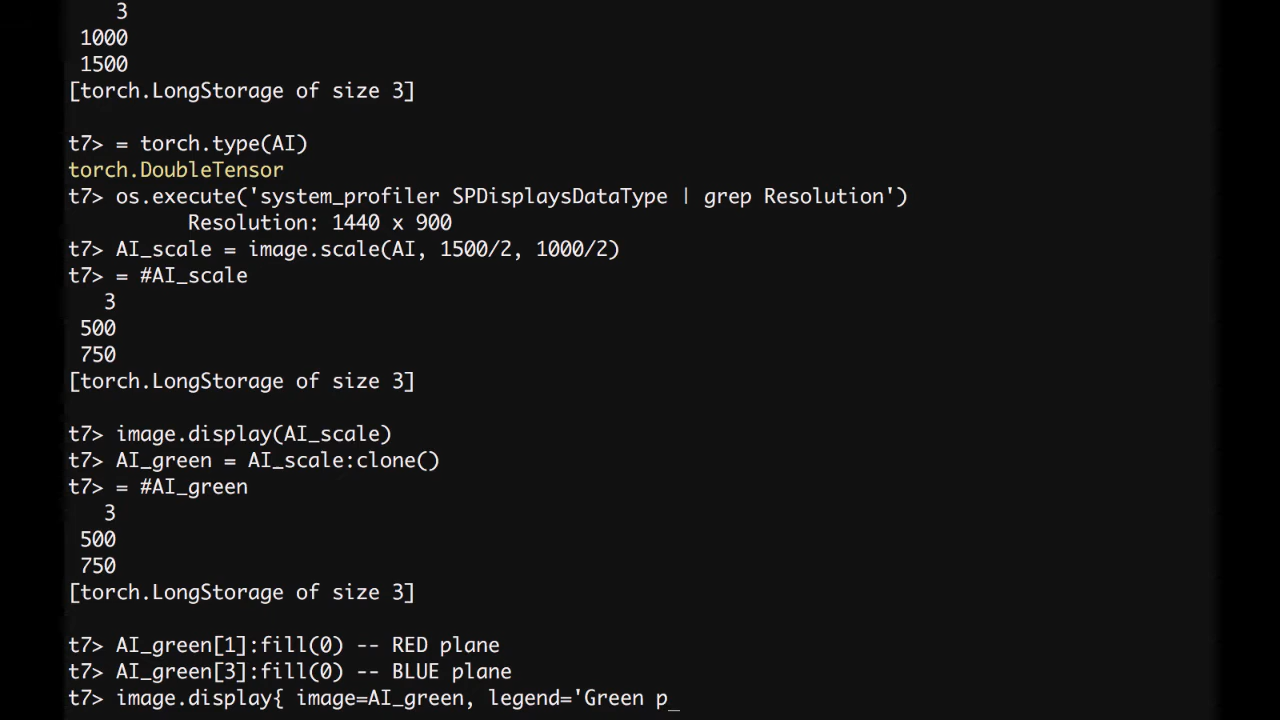 3
1000
1500
[torch.LongStorage of size 3]
t7> = torch.type(AI)
torch.DoubleTensor
t7> os.execute('system_profiler SPDisplaysDataType | grep Resolution')
Resolution: 1440 x 900
t7> AI_scale = image.scale(AI, 1500/2, 1000/2)
t7> = #AI_scale
3
500
750
[torch.LongStorage of size 3]
t7> image.display(AI_scale)
t7> AI_green = AI_scale:clone()
t7> = #AI_green
3
500
750
[torch.LongStorage of size 3]
t7> AI_green[1]:fill(0) -- RED plane
t7> AI_green[3]:fill(0) -- BLUE plane
t7> image.display{ image=AI_green, legend='Green p_